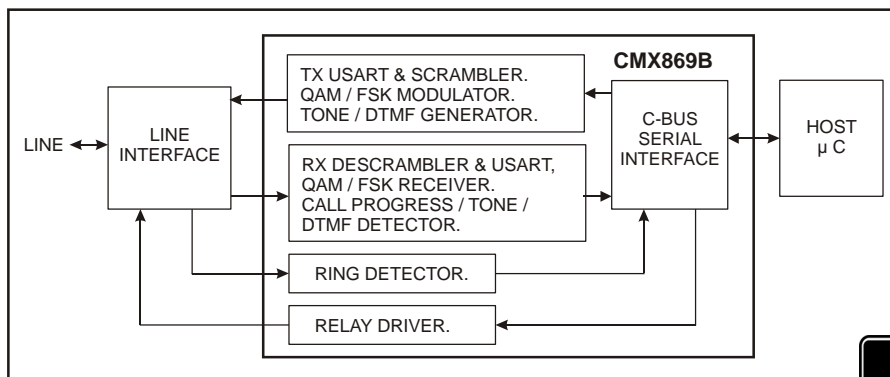 CMX869B
TX USART & SCRAMBLER.
QAM / FSK MODULATOR.
TONE / DTMF GENERATOR.
LINE
LINE
INTERFACE
C-BUS
SERIAL
INTERFACE
HOST
µ C
RX DESCRAMBLER & USART,
QAM / FSK RECEIVER.
CALL PROGRESS / TONE /
DTMF DETECTOR.
RING DETECTOR.
RELAY DRIVER.